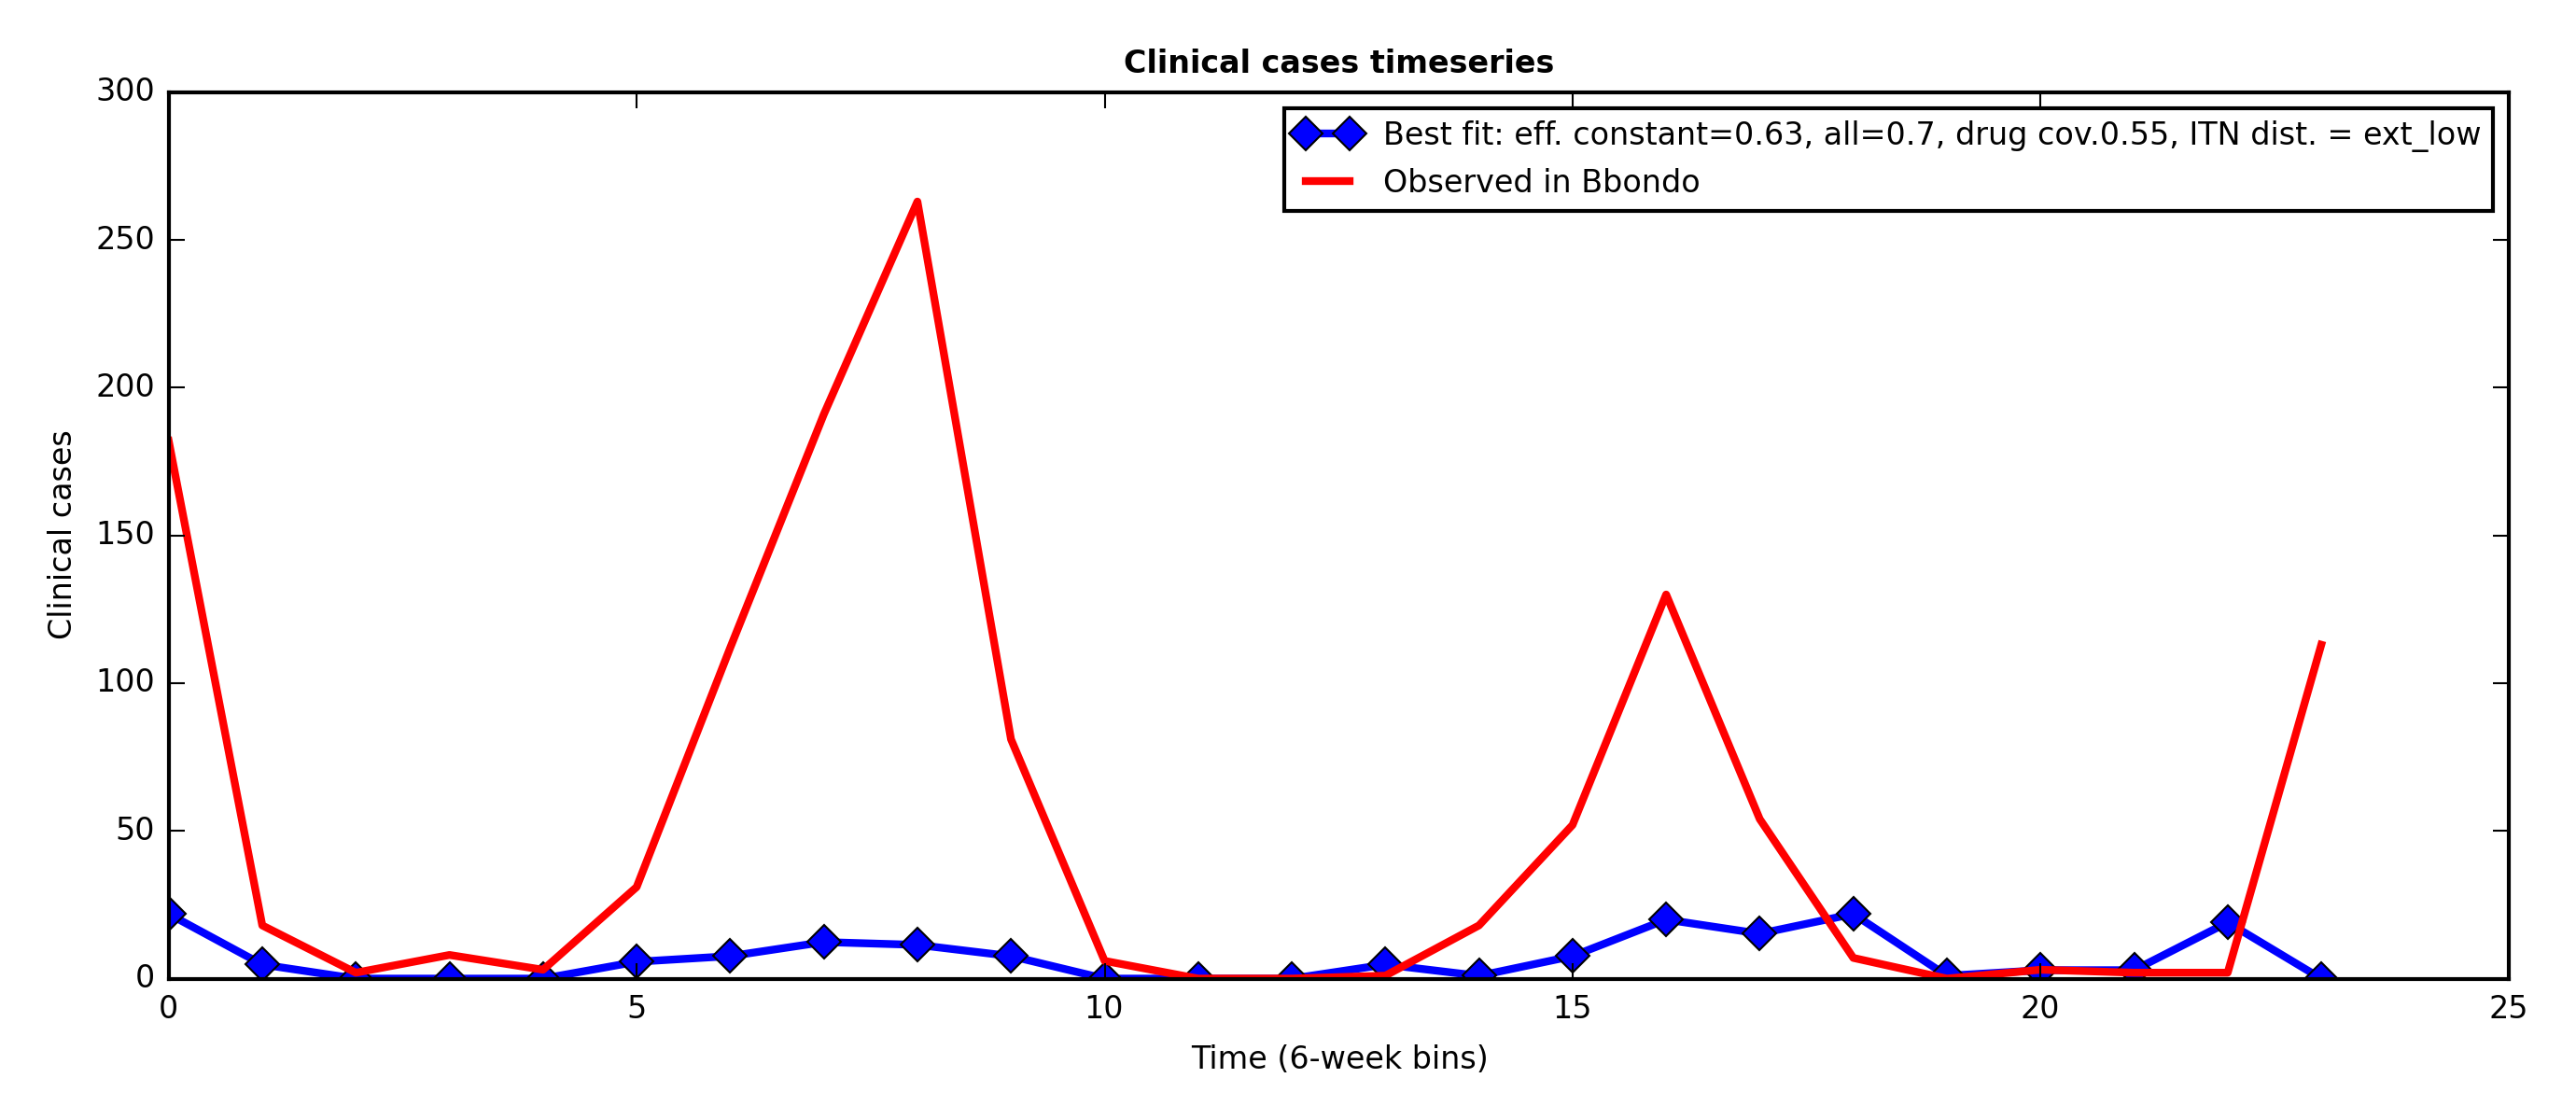 Clinical cases timeseries
300
250
200
150
100
50
0
Clinical cases
Best fit: eff. constant=0.63, all=0.7, drug cov.0.55, ITN dist. = ext_low
Observed in Bbondo
0 5 10 15 20 25
Time (6-week bins)